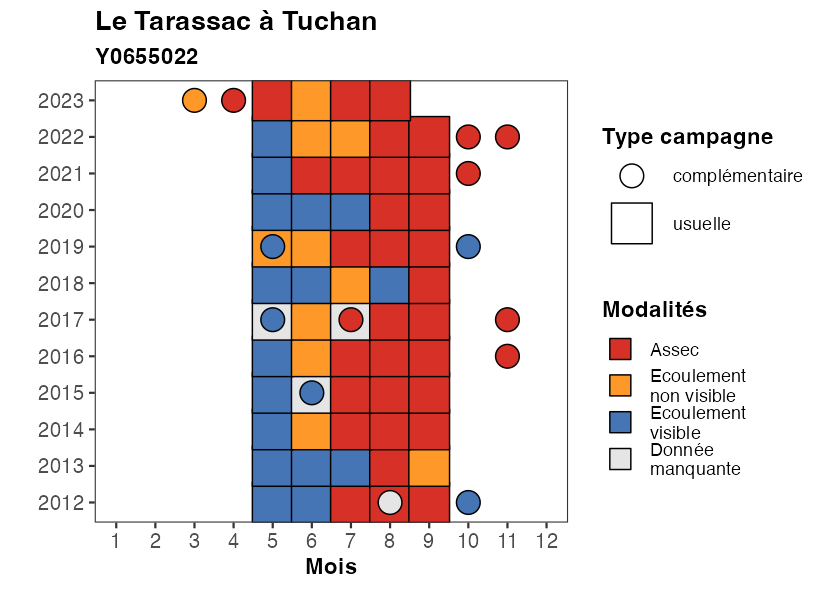 Le Tarassac à Tuchan
Y0655022
2023
2022
2021
2020
2019
2018
2017
2016
2015
2014
2013
2012
1 2 3 4 5 6 7 8 9 10 11 12
Mois
Type campagne
complémentaire
usuelle
Modalités
Assec
Ecoulement
non visible
Ecoulement
visible
Donnée
manquante